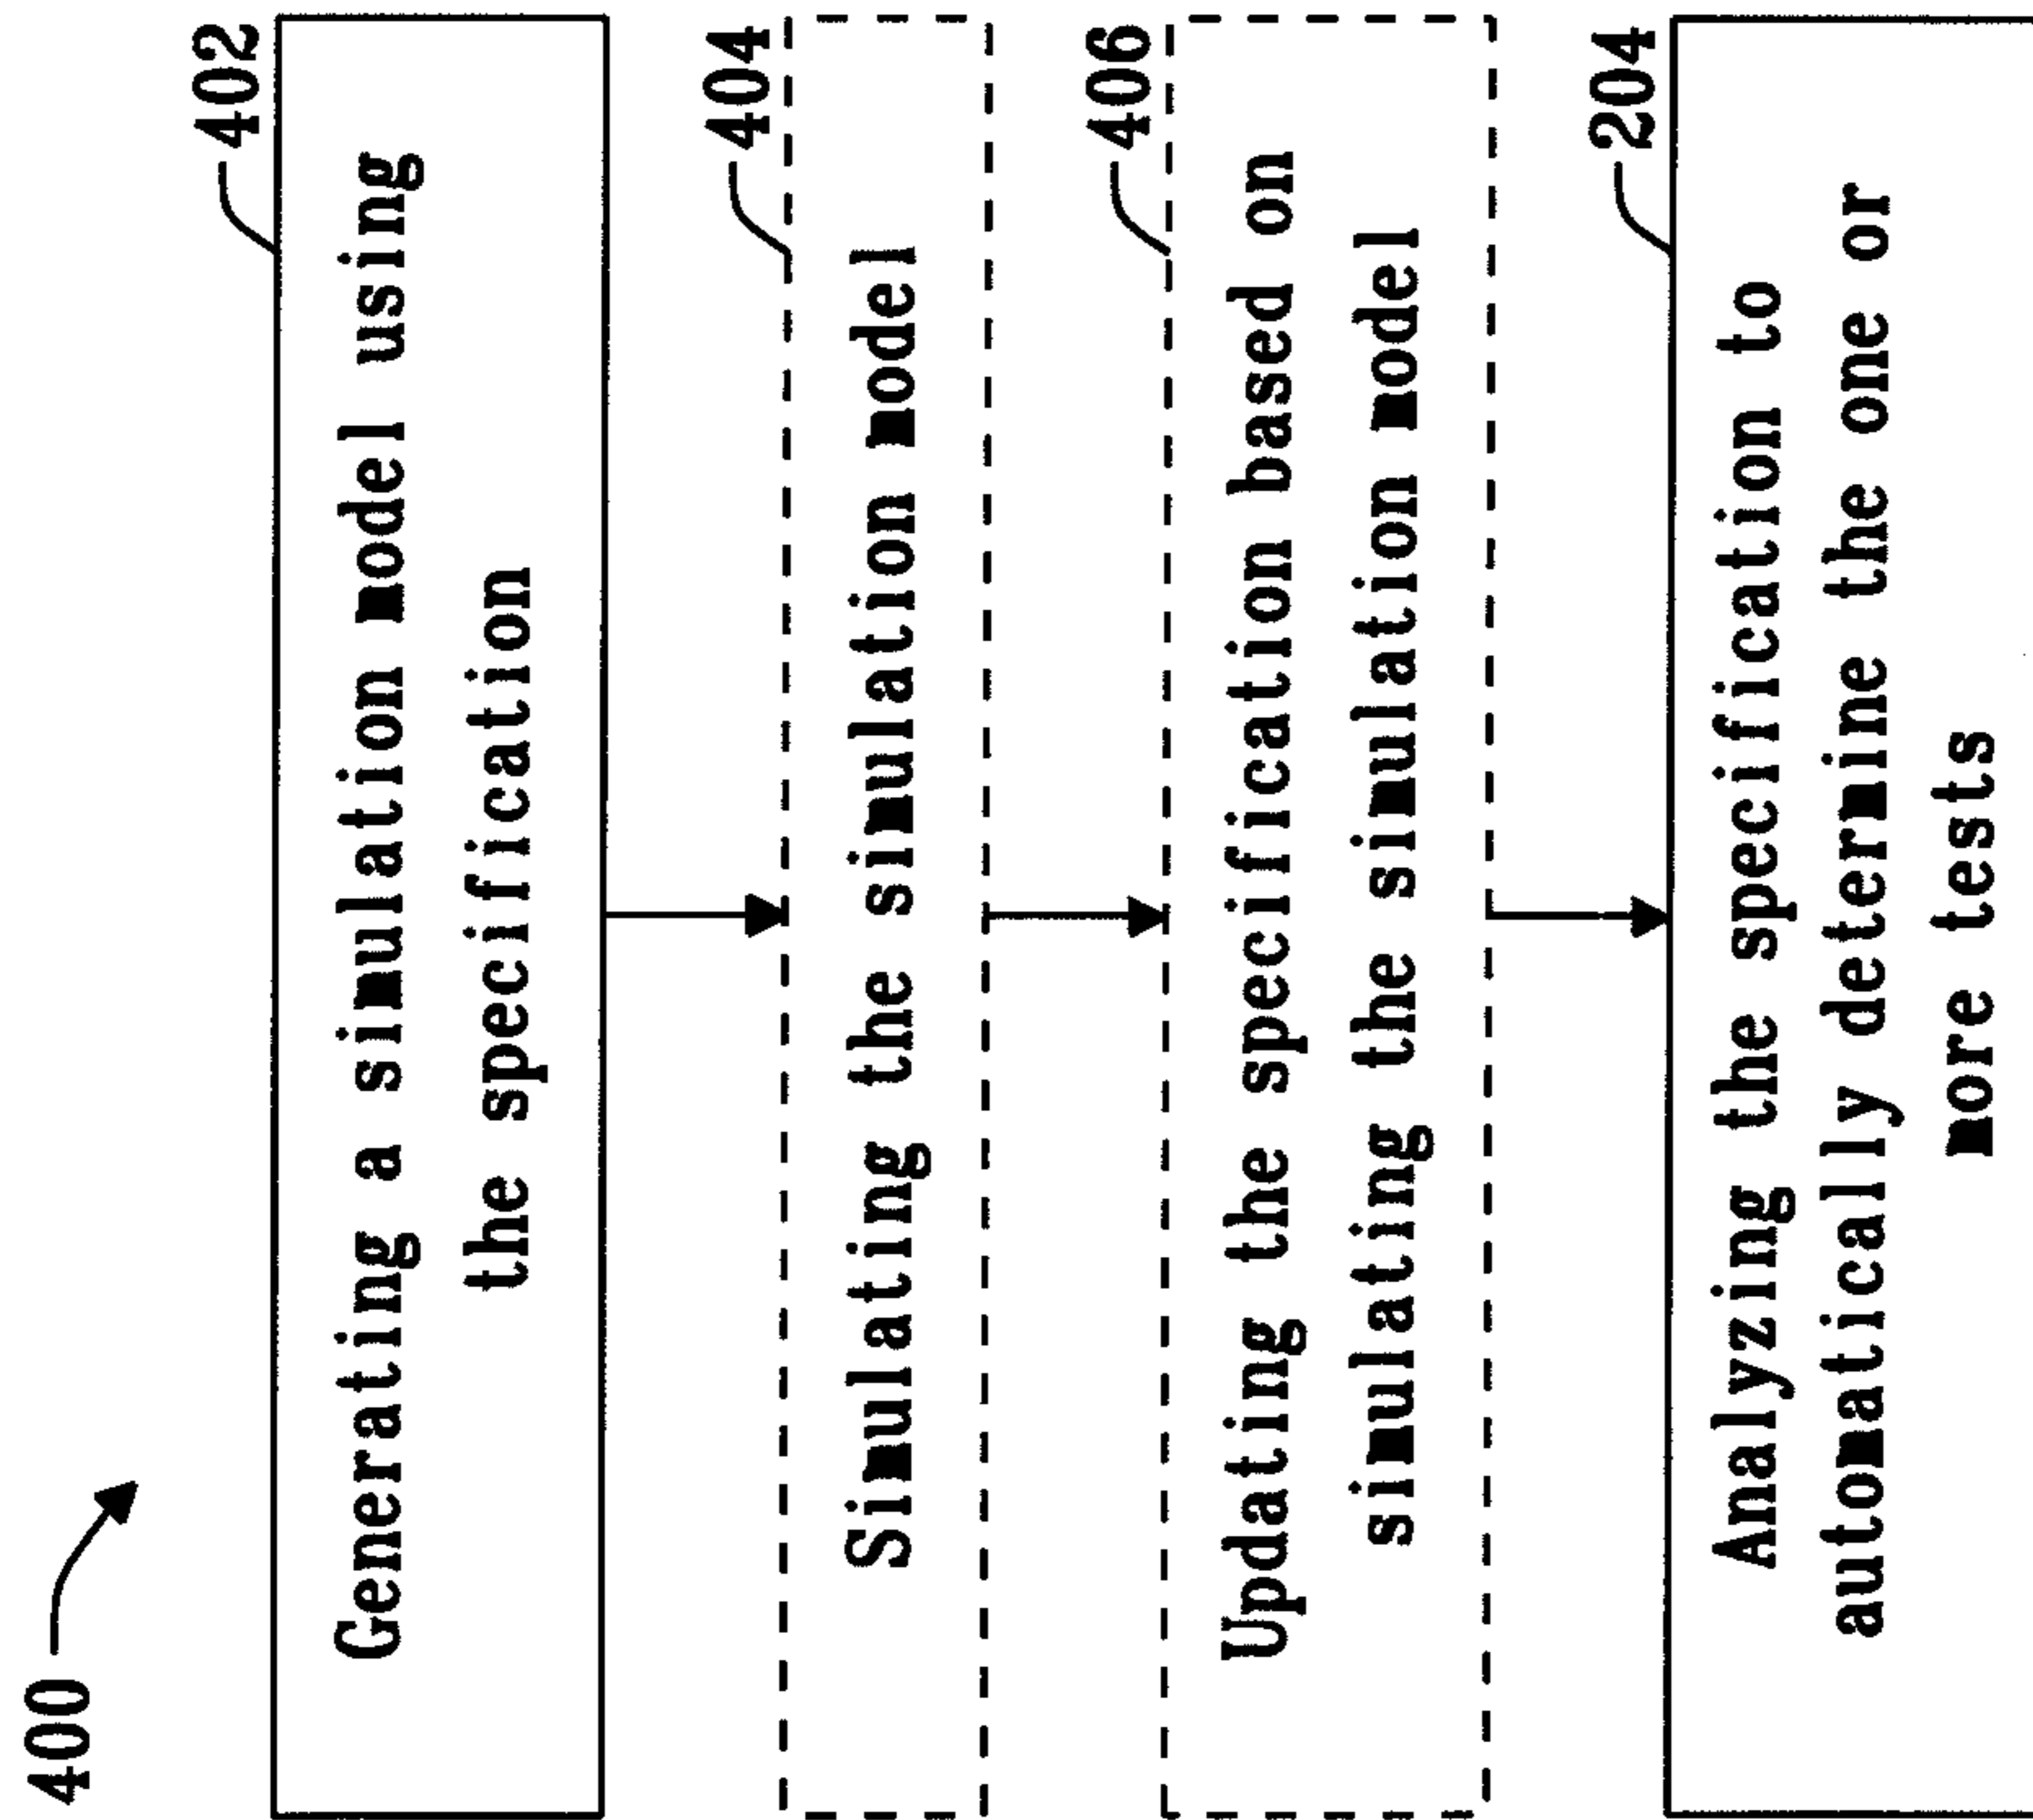 400
402
Generating a simulation model using
the specification
404
Simulating the simulation model
406
Updating the specification based on
simulating the simulation model
204
Analyzing the specification to
automatically determine the one or
more tests